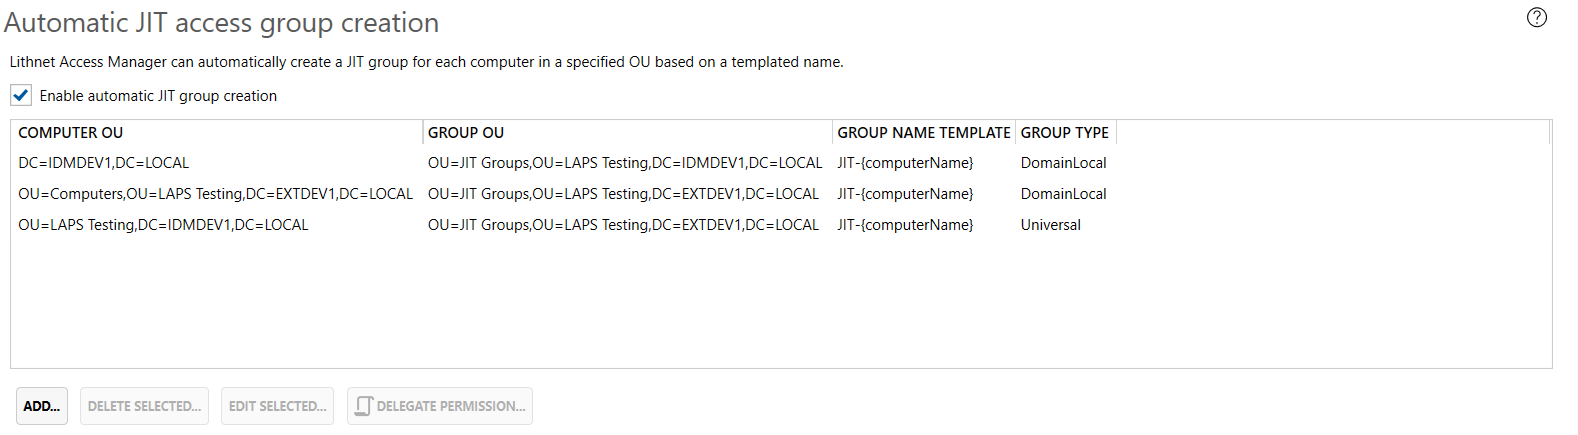 Automatic JIT access group creation
Lithnet Access Manager can automatically create a JIT group for each computer in a specified OU based on a templated name.
Enable automatic JIT group creation
COMPUTER OU GROUP OU GROUP NAME TEMPLATE GROUP TYPE
DC=IDMDEV1,DC=LOCAL OU=JIT Groups,OU=LAPS Testing,DC=IDMDEV1,DC=LOCAL JIT-{computerName} DomainLocal
OU=Computers,OU=LAPS Testing,DC=EXTDEV1,DC=LOCAL OU=JIT Groups,OU=LAPS Testing,DC=EXTDEV1,DC=LOCAL JIT-{computerName} DomainLocal
OU=LAPS Testing,DC=IDMDEV1,DC=LOCAL OU=JIT Groups,OU=LAPS Testing,DC=EXTDEV1,DC=LOCAL JIT-{computerName} Universal
ADD... DELETE SELECTED... EDIT SELECTED... DELEGATE PERMISSION...